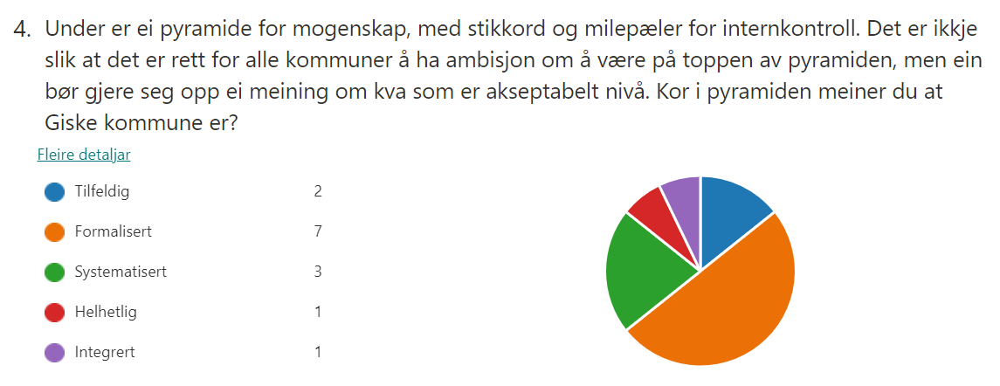 4. Under er ei pyramide for mogenskap, med stikkord og milepæler for internkontroll. Det er ikkje
slik at det er rett for alle kommuner å ha ambisjon om å være på toppen av pyramiden, men ein
bør gjere seg opp ei meining om kva som er akseptabelt nivå. Kor i pyramiden meiner du at
Giske kommune er?
Fleire detaljar
Tilfeldig 2
Formalisert 7
Systematisert 3
Helhetlig 1
Integrert 1